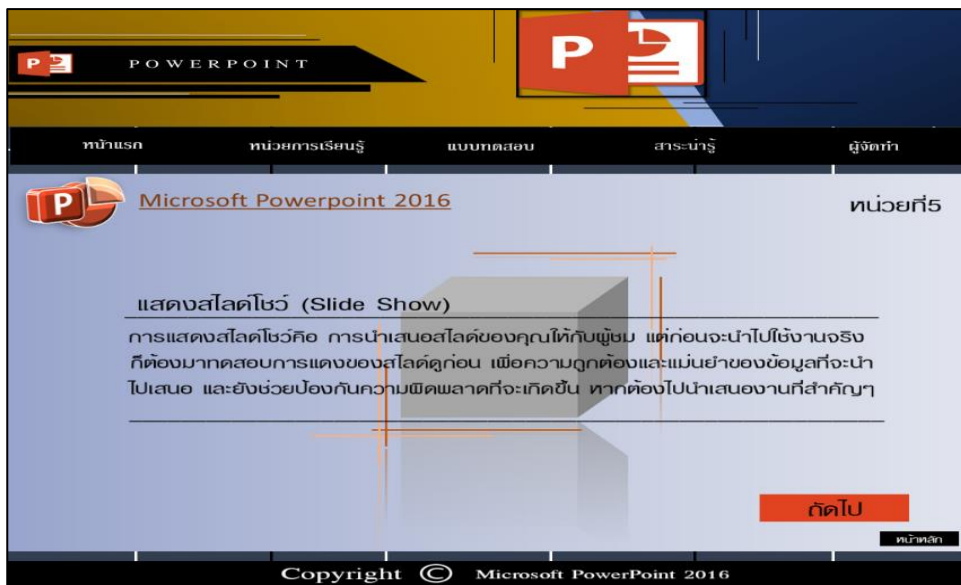 P
P
POWERPOINT
หน้าแรก หน่วยการเรียนรู้ แบบทดสอบ สาระน่ารู้ ผู้จัดทำ
P
Microsoft Powerpoint 2016 หน่วยที่5
แสดงสไลด์โชว์ (Slide Show)
การแสดงสไลด์โชว์คือ การนำเสนอสไลด์ของคุณให้กับผู้ชม แต่ก่อนจะนำไปใช้งานจริง
ก็ต้องมาทดสอบการแดงของสไลด์ดูก่อน เพื่อความถูกต้องและแม่นยำของข้อมูลที่จะนำ
ไปเสนอ และยังช่วยป้องกันความผิดพลาดที่จะเกิดขึ้น หากต้องไปนำเสนองานที่สำคัญๆ
ถัดไป
หน้าหลัก
Copyright © Microsoft PowerPoint 2016